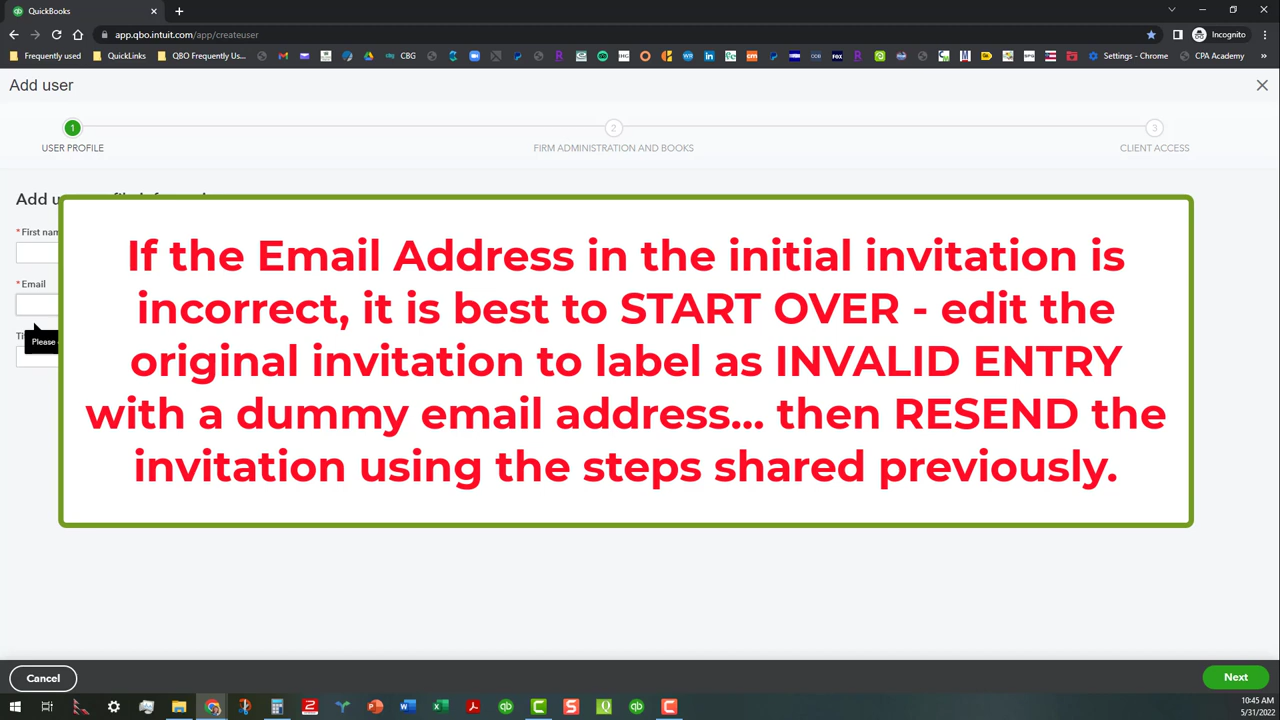 QuickBooks
app.qbo.intuit.com/app/createuser
Incognito
Frequently used
QuickLinks
QBO Frequently Us...
CBG
Settings - Chrome
CPA Academy
Add user
1
2
3
USER PROFILE
FIRM ADMINISTRATION AND BOOKS
CLIENT ACCESS
Add
* First
If the Email Address in the initial invitation is
incorrect, it is best to START OVER - edit the
original invitation to label as INVALID ENTRY
with a dummy email address... then RESEND the
invitation using the steps shared previously.
* Email
Please
Cancel
Next
10:45 AM
5/31/2022